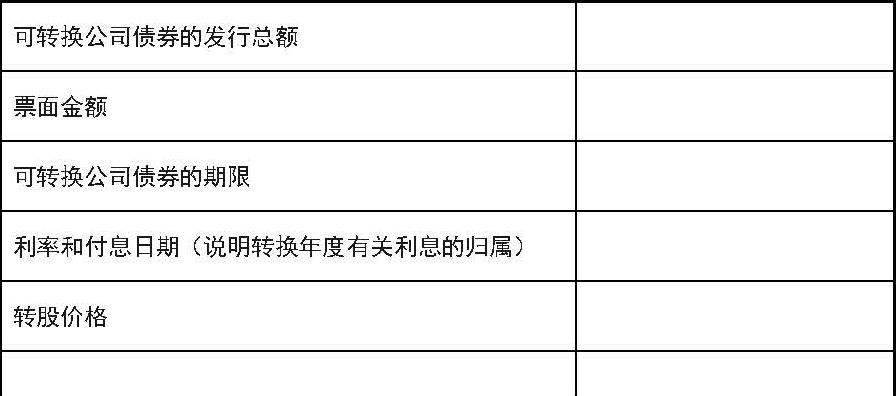 可转换公司债券的发行总额
票面金额
可转换公司债券的期限
利率和付息日期（说明转换年度有关利息的归属）
转股价格